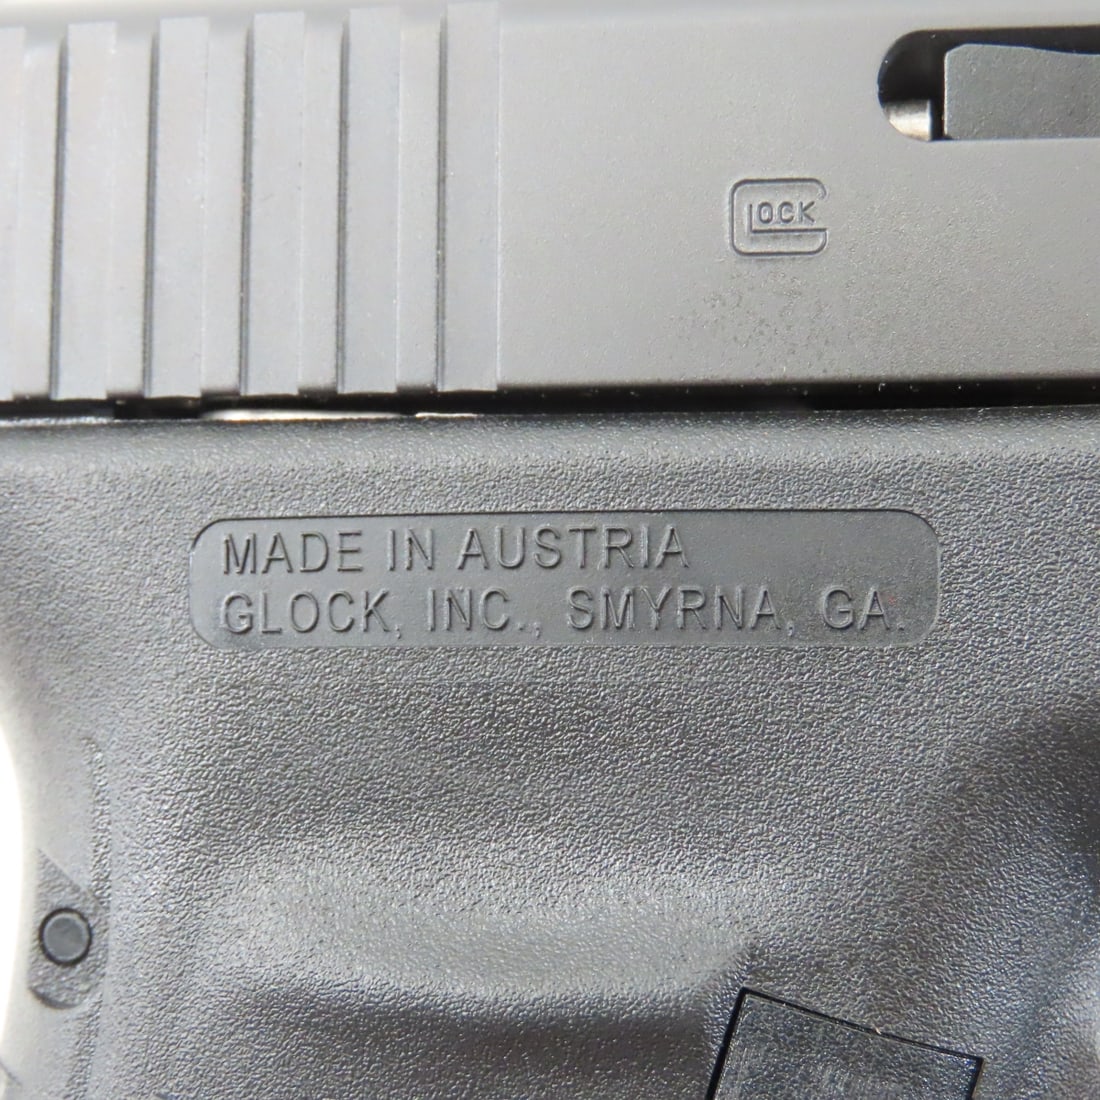 GLOCK
MADE IN AUSTRIA
GLOCK, INC., SMYRNA, GA.